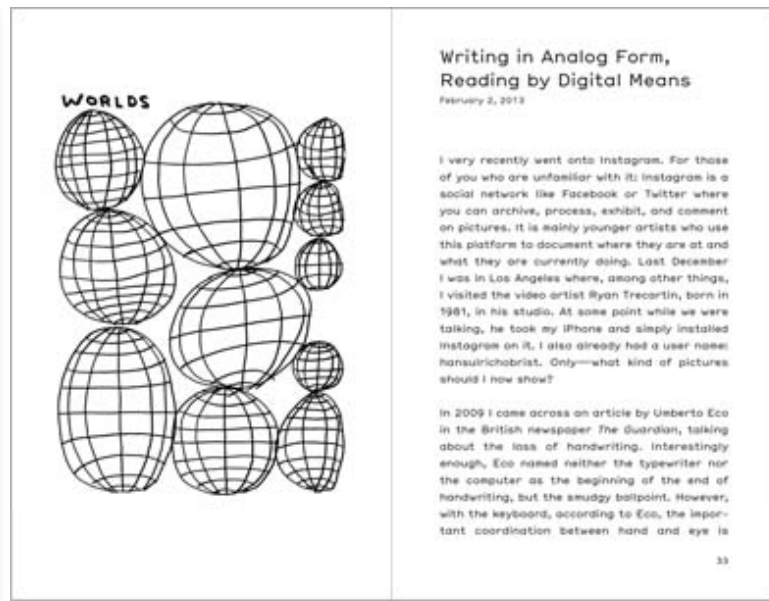 WORLDS
Writing in Analog Form,
Reading by Digital Means
February 2, 2013
I very recently went onto Instagram. For those
of you who are unfamiliar with it: Instagram is a
social network like Facebook or Twitter where
you can archive, process, exhibit, and comment
on pictures. It is mainly younger artists who use
this platform to document where they are at and
what they are currently doing. Last December
I was in Los Angeles where, among other things,
I visited the video artist Ryan Trecartin, born in
1981, in his studio. At some point while we were
talking, he took my iPhone and simply installed
Instagram on it. I also already had a user name:
hansulrichobrist. Only—what kind of pictures
should I now show?
In 2009 I came across an article by Umberto Eco
in the British newspaper The Guardian, talking
about the loss of handwriting. Interestingly
enough, Eco named neither the typewriter nor
the computer as the beginning of the end of
handwriting, but the smudgy ballpoint. However,
with the keyboard, according to Eco, the impor-
tant coordination between hand and eye is
33